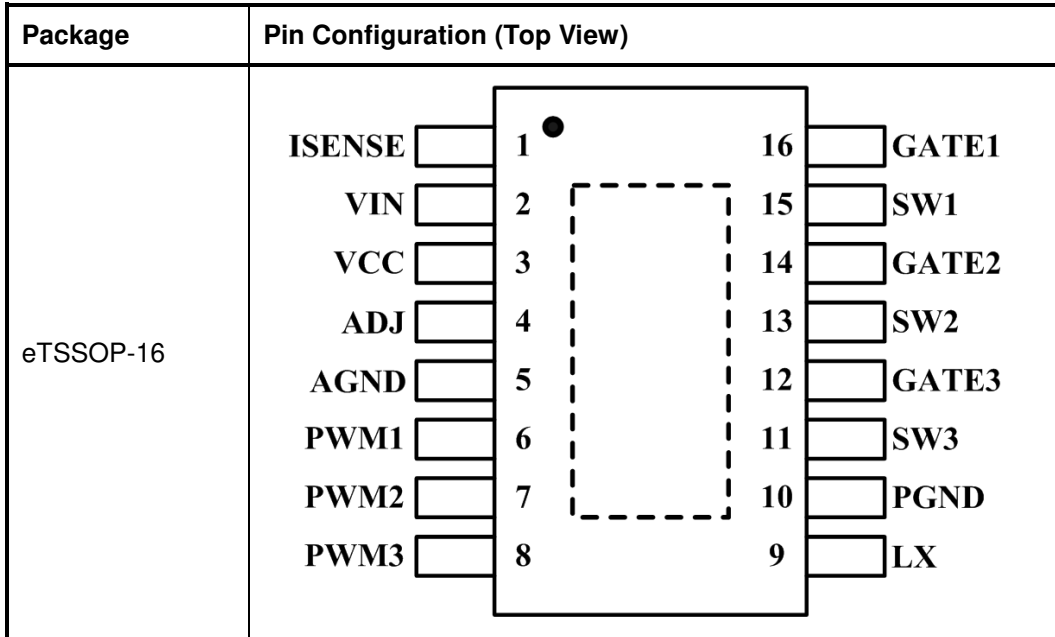 Package Pin Configuration (Top View)
eTSSOP-16
ISENSE 1 16 GATE1
VIN 2 15 SW1
VCC 3 14 GATE2
ADJ 4 13 SW2
AGND 5 12 GATE3
PWM1 6 11 SW3
PWM2 7 10 PGND
PWM3 8 9 LX